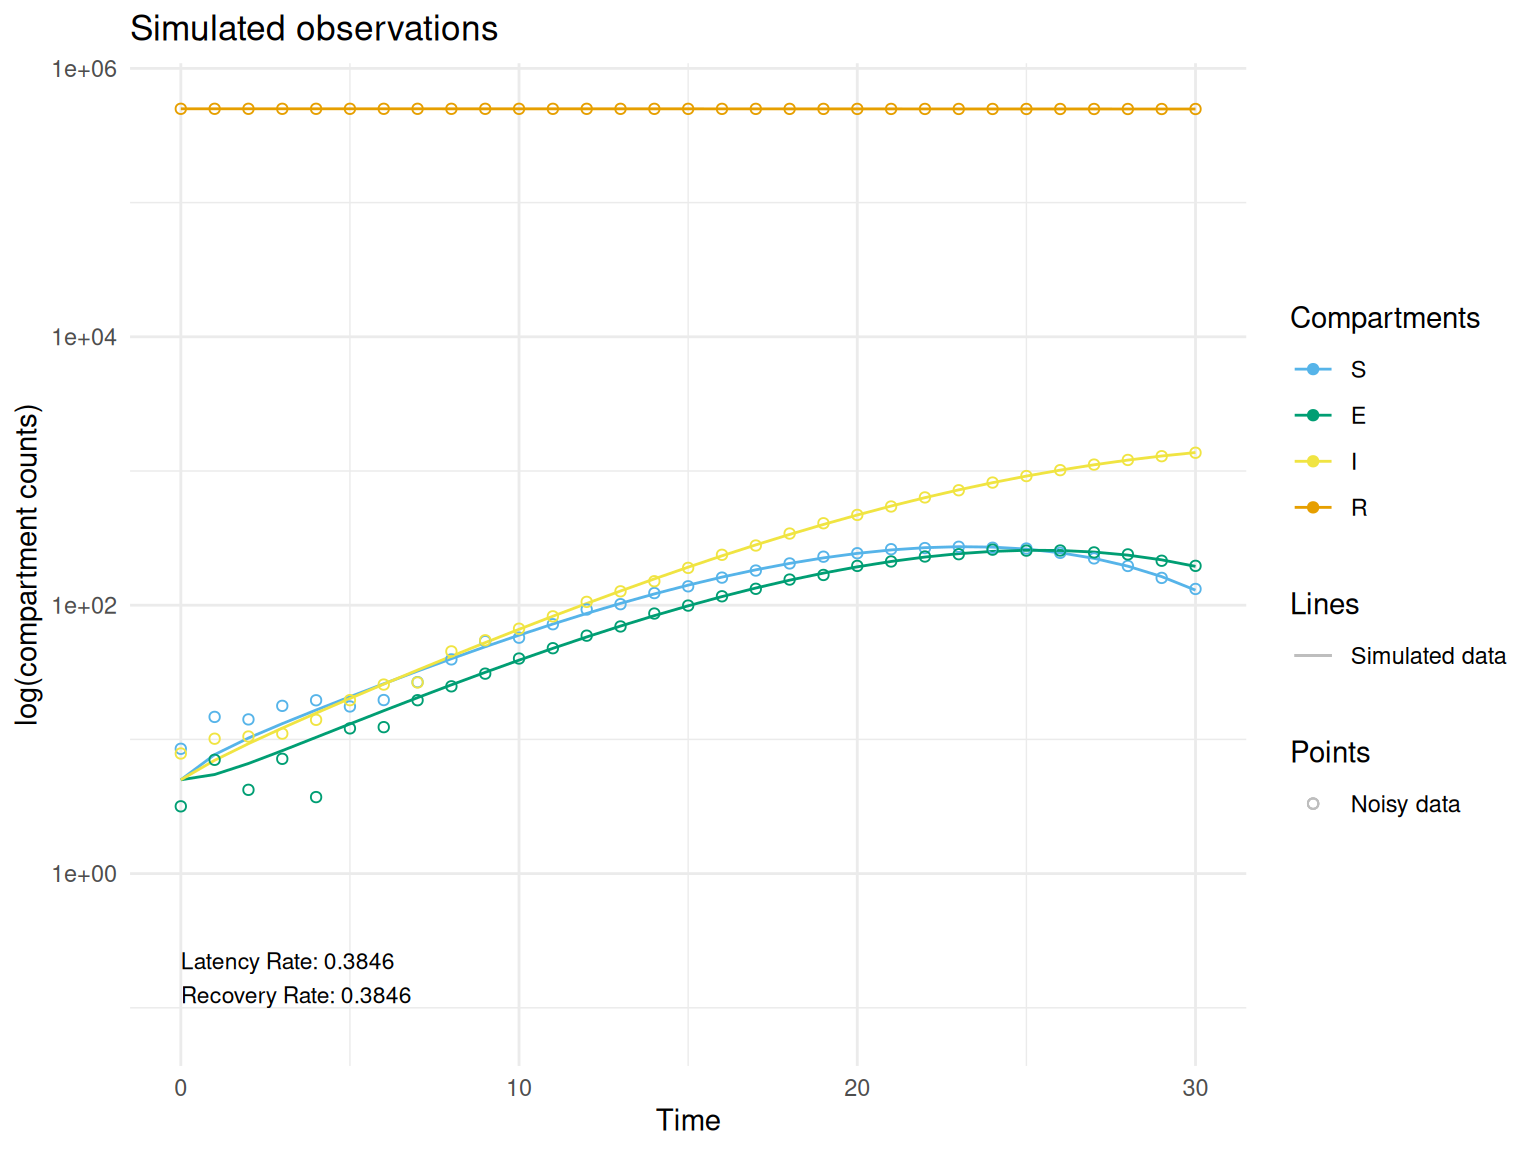 Simulated observations
1e+06
1e+04
1e+02
1e+00
log(compartment counts)
Latency Rate: 0.3846
Recovery Rate: 0.3846
0
10
20
30
Time
Compartments
S
E
I
R
Lines
Simulated data
Points
Noisy data